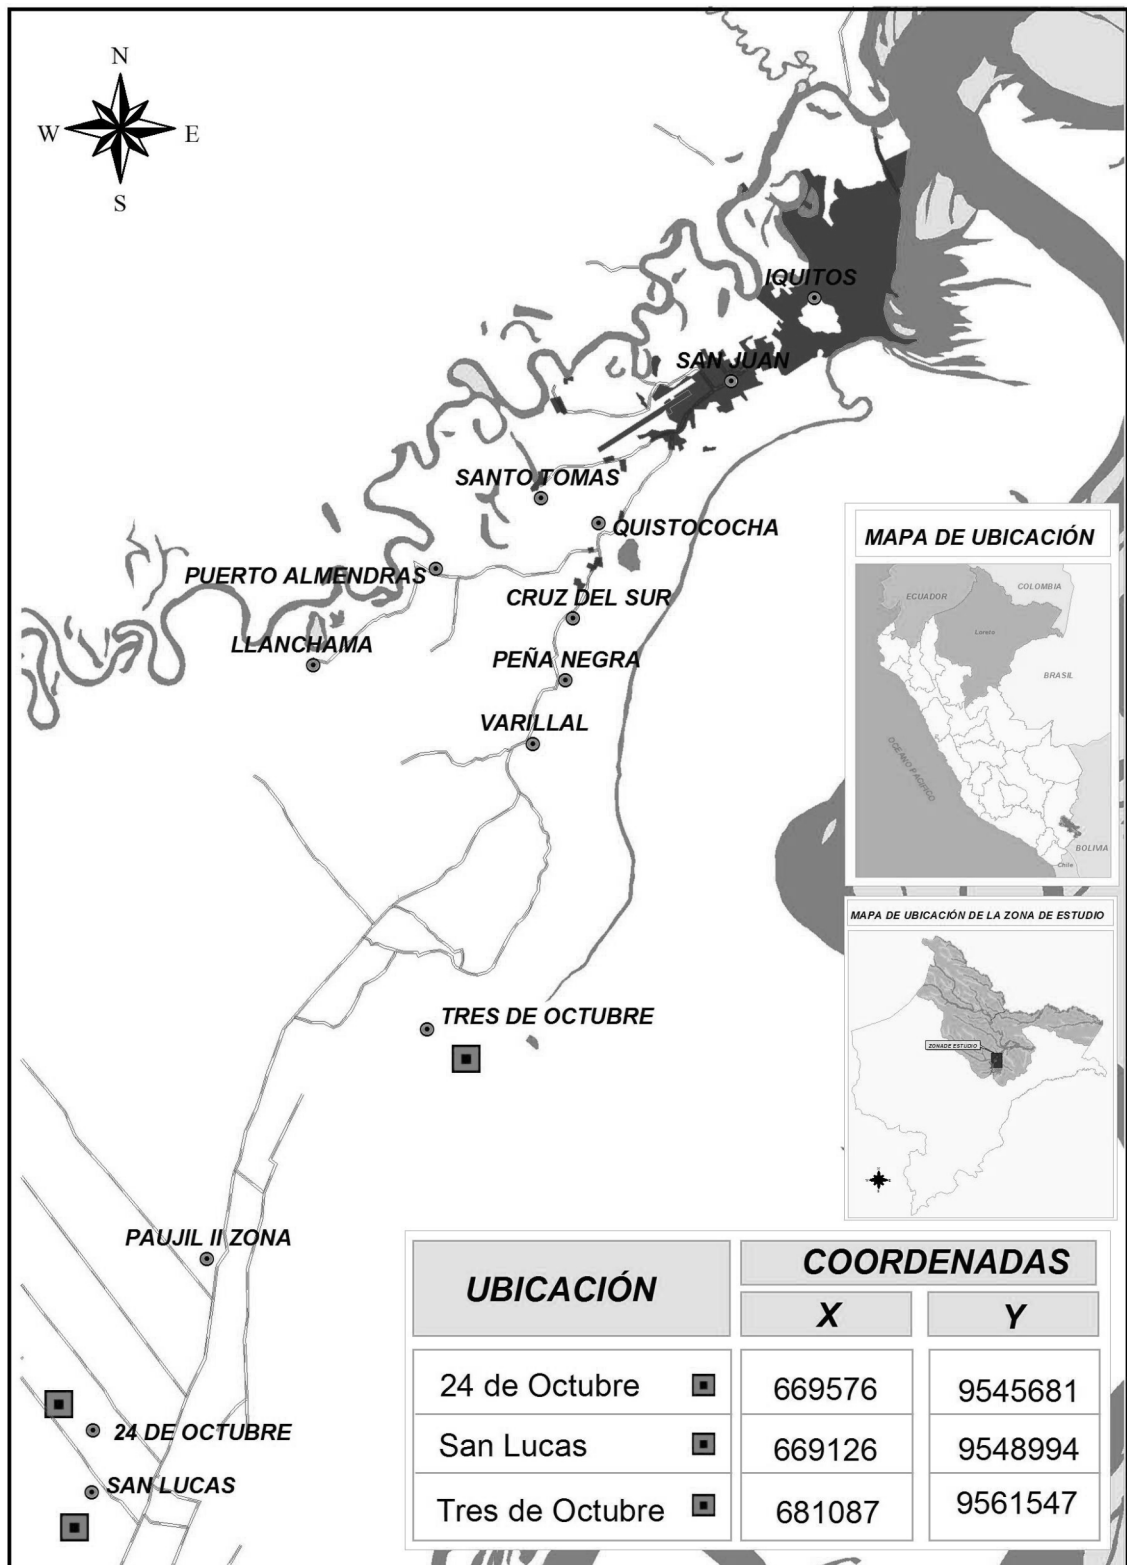 N
W E
S
IQUITOS
SAN JUAN
SANTO TOMAS
QUISTOCOCHA
PUERTO ALMENDRAS
CRUZ DEL SUR
LLANCHAMA
PEÑA NEGRA
VARILLAL
TRES DE OCTUBRE
PAUJIL II ZONA
24 DE OCTUBRE
SAN LUCAS
MAPA DE UBICACIÓN
ECUADOR
COLOMBIA
Loreto
BRASIL
OCEANO PACIFICO
BOLIVIA
Chile
MAPA DE UBICACIÓN DE LA ZONA DE ESTUDIO
ZONA DE ESTUDIO
UBICACIÓN COORDENADAS
X Y
24 de Octubre 669576 9545681
San Lucas 669126 9548994
Tres de Octubre 681087 9561547